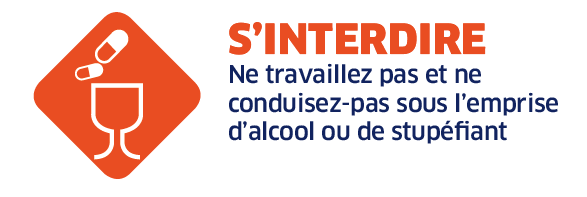 S'INTERDIRE
Ne travaillez pas et ne
conduisez-pas sous l'emprise
d'alcool ou de stupéfiant